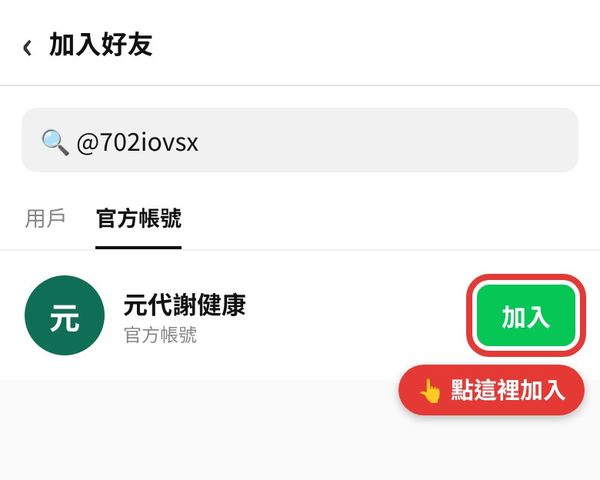 ‹ 加入好友
🔍 @702iovsx
用戶 官方帳號
元
元代謝健康
官方帳號
加入
👆 點這裡加入